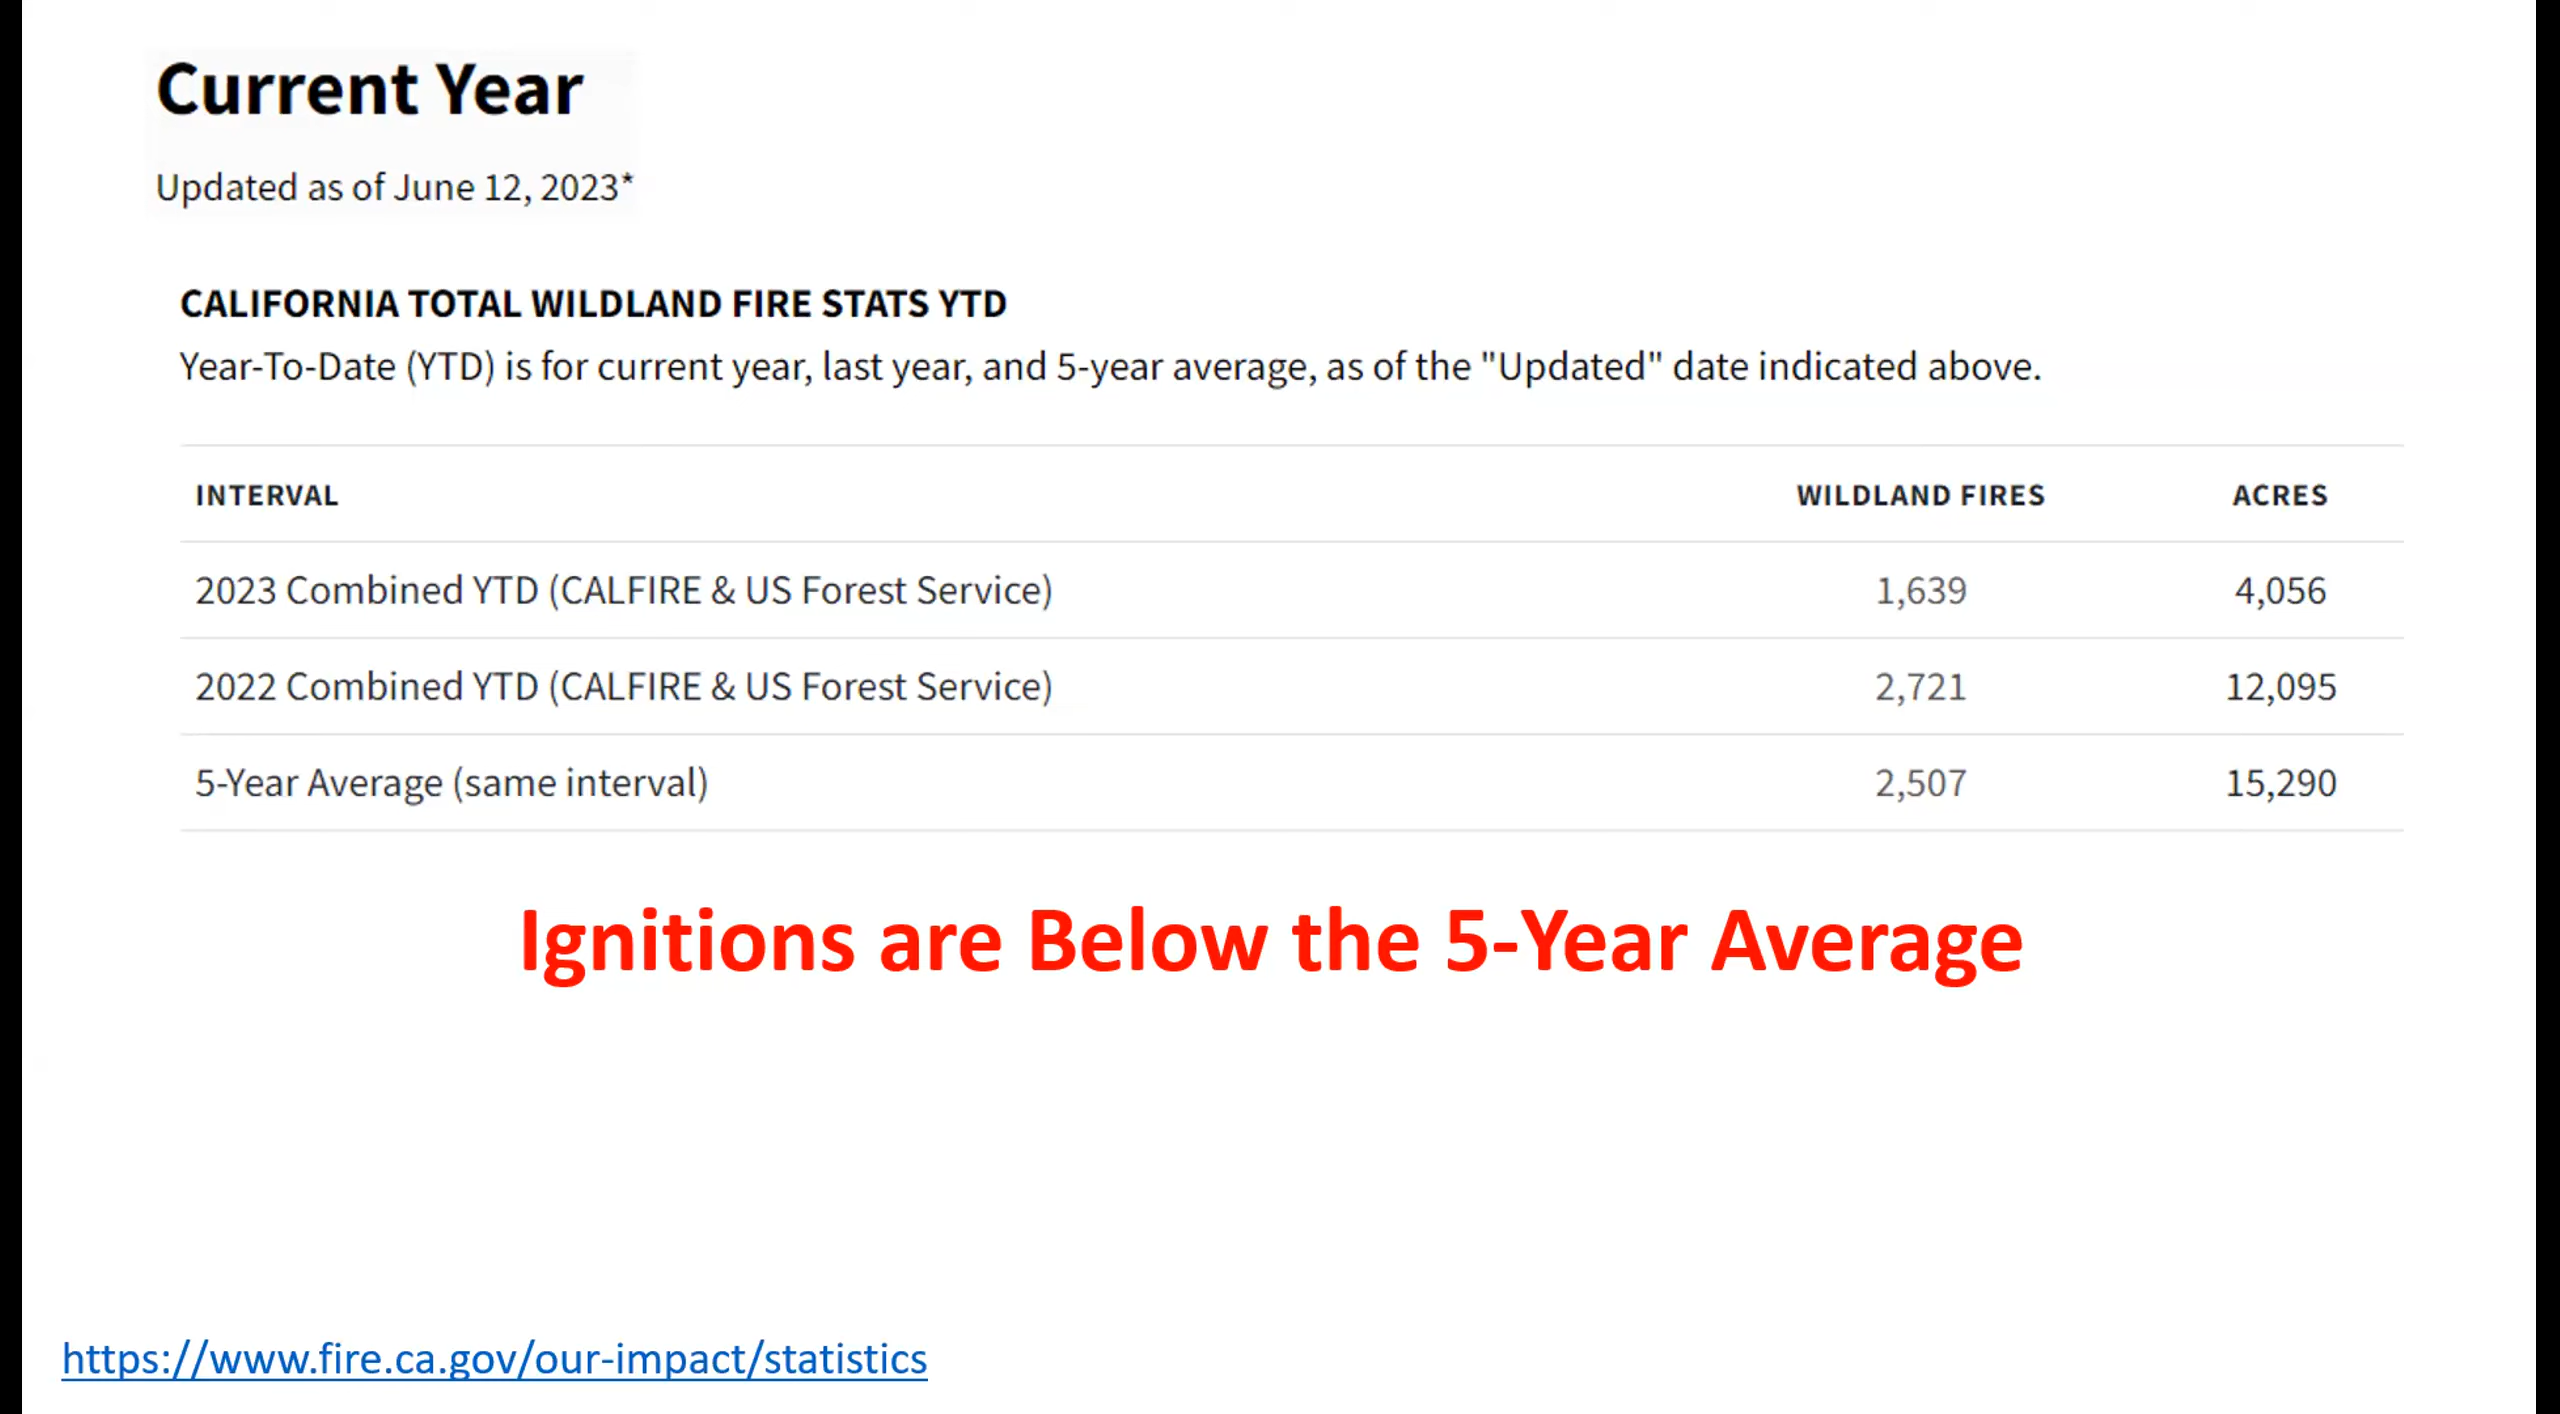 Current Year
Updated as of June 12, 2023*
CALIFORNIA TOTAL WILDLAND FIRE STATS YTD
Year-To-Date (YTD) is for current year, last year, and 5-year average, as of the "Updated" date indicated above.
INTERVAL WILDLAND FIRES ACRES
2023 Combined YTD (CALFIRE & US Forest Service) 1,639 4,056
2022 Combined YTD (CALFIRE & US Forest Service) 2,721 12,095
5-Year Average (same interval) 2,507 15,290
Ignitions are Below the 5-Year Average
https://www.fire.ca.gov/our-impact/statistics